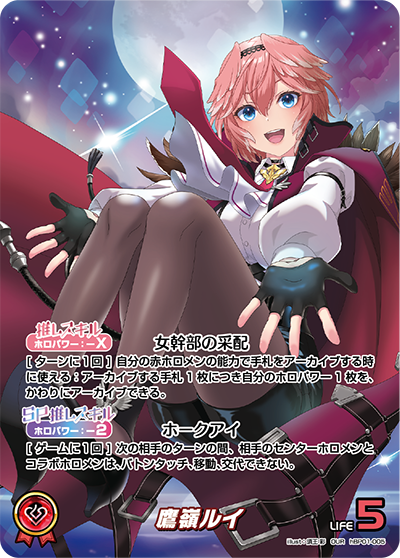 推しスキル
ホロパワー：－X
女幹部の采配
[ターンに1回]自分の赤ホロメンの能力で手札をアーカイブする時
に使える：アーカイブする手札1枚につき自分のホロパワー1枚を、
かわりにアーカイブできる。
SP推しスキル
ホロパワー：－2
ホークアイ
[ゲームに1回]次の相手のターンの間、相手のセンターホロメンと
コラボホロメンは、バトンタッチ、移動、交代できない。
鷹嶺ルイ
LIFE 5
OUR hBP01-005